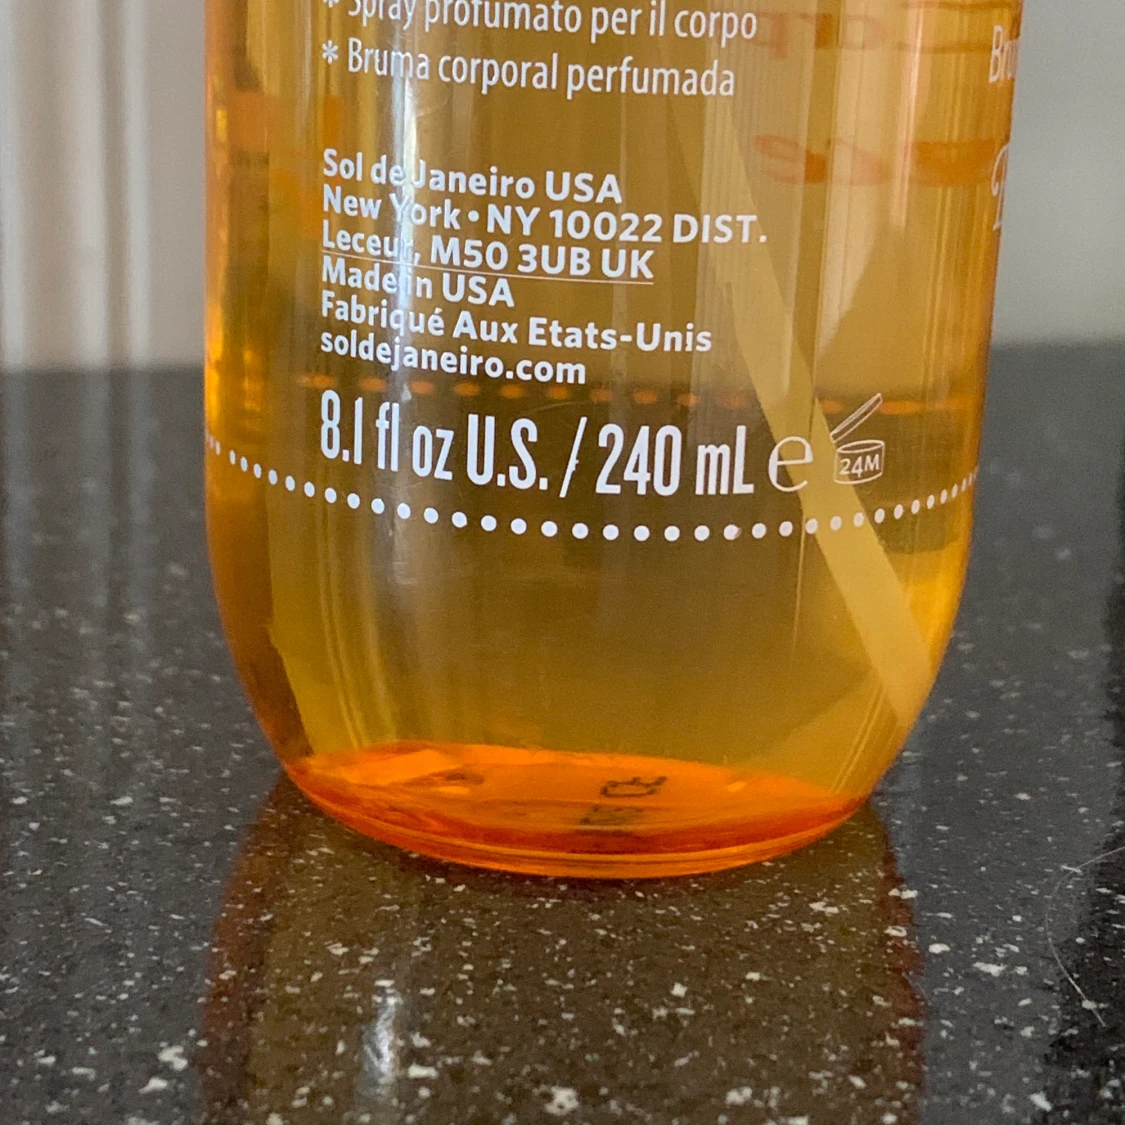 * Spray profumato per il corpo
* Bruma corporal perfumada
Sol de Janeiro USA
New York • NY 10022 DIST.
Leceur, M50 3UB UK
Made in USA
Fabriqué Aux Etats-Unis
soldejaneiro.com
8.1 fl oz U.S. / 240 mL e 24M